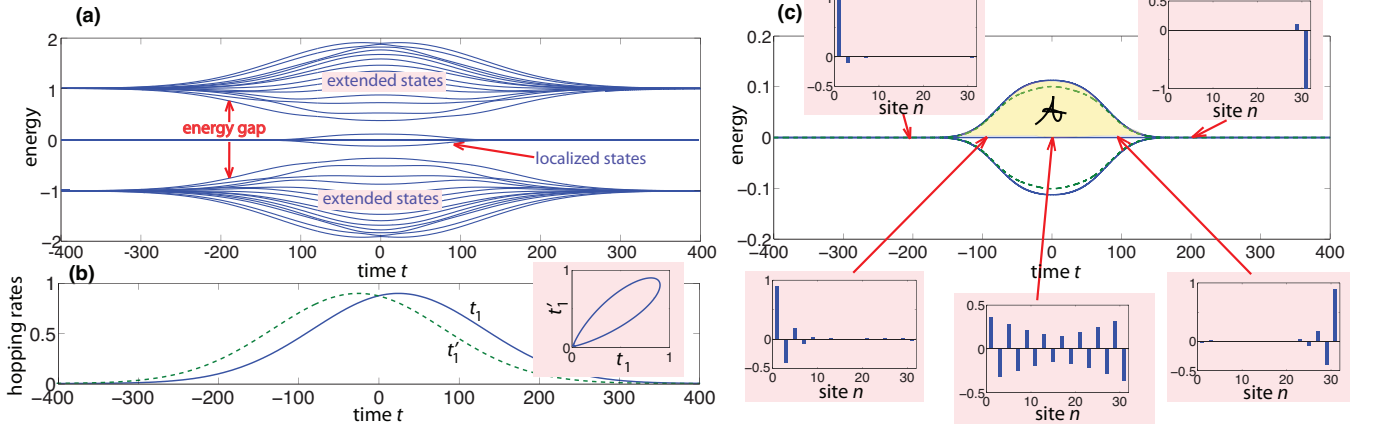 (a)
energy
2
1
0
−1
−2
extended states
energy gap
localized states
extended states
−400 −300 −200 −100 0 100 200 300 400
time t
(b)
hopping rates
1
0.5
0
t1
t′1
−400 −300 −200 −100 0 100 200 300 400
time t
t′1
1
0
0 1
t1
(c)
energy
0.2
0.1
0
−0.1
−0.2
−400 −300 −200 −100 0 100 200 300 400
time t
0
−0.5
0 10 20 30
site n
0.5
0
−1
0 10 20 30
site n
𝒜
1
0
−0.5
0 10 20 30
site n
0.5
0
−0.5
0 10 20 30
site n
1
0
−0.5
0 10 20 30
site n